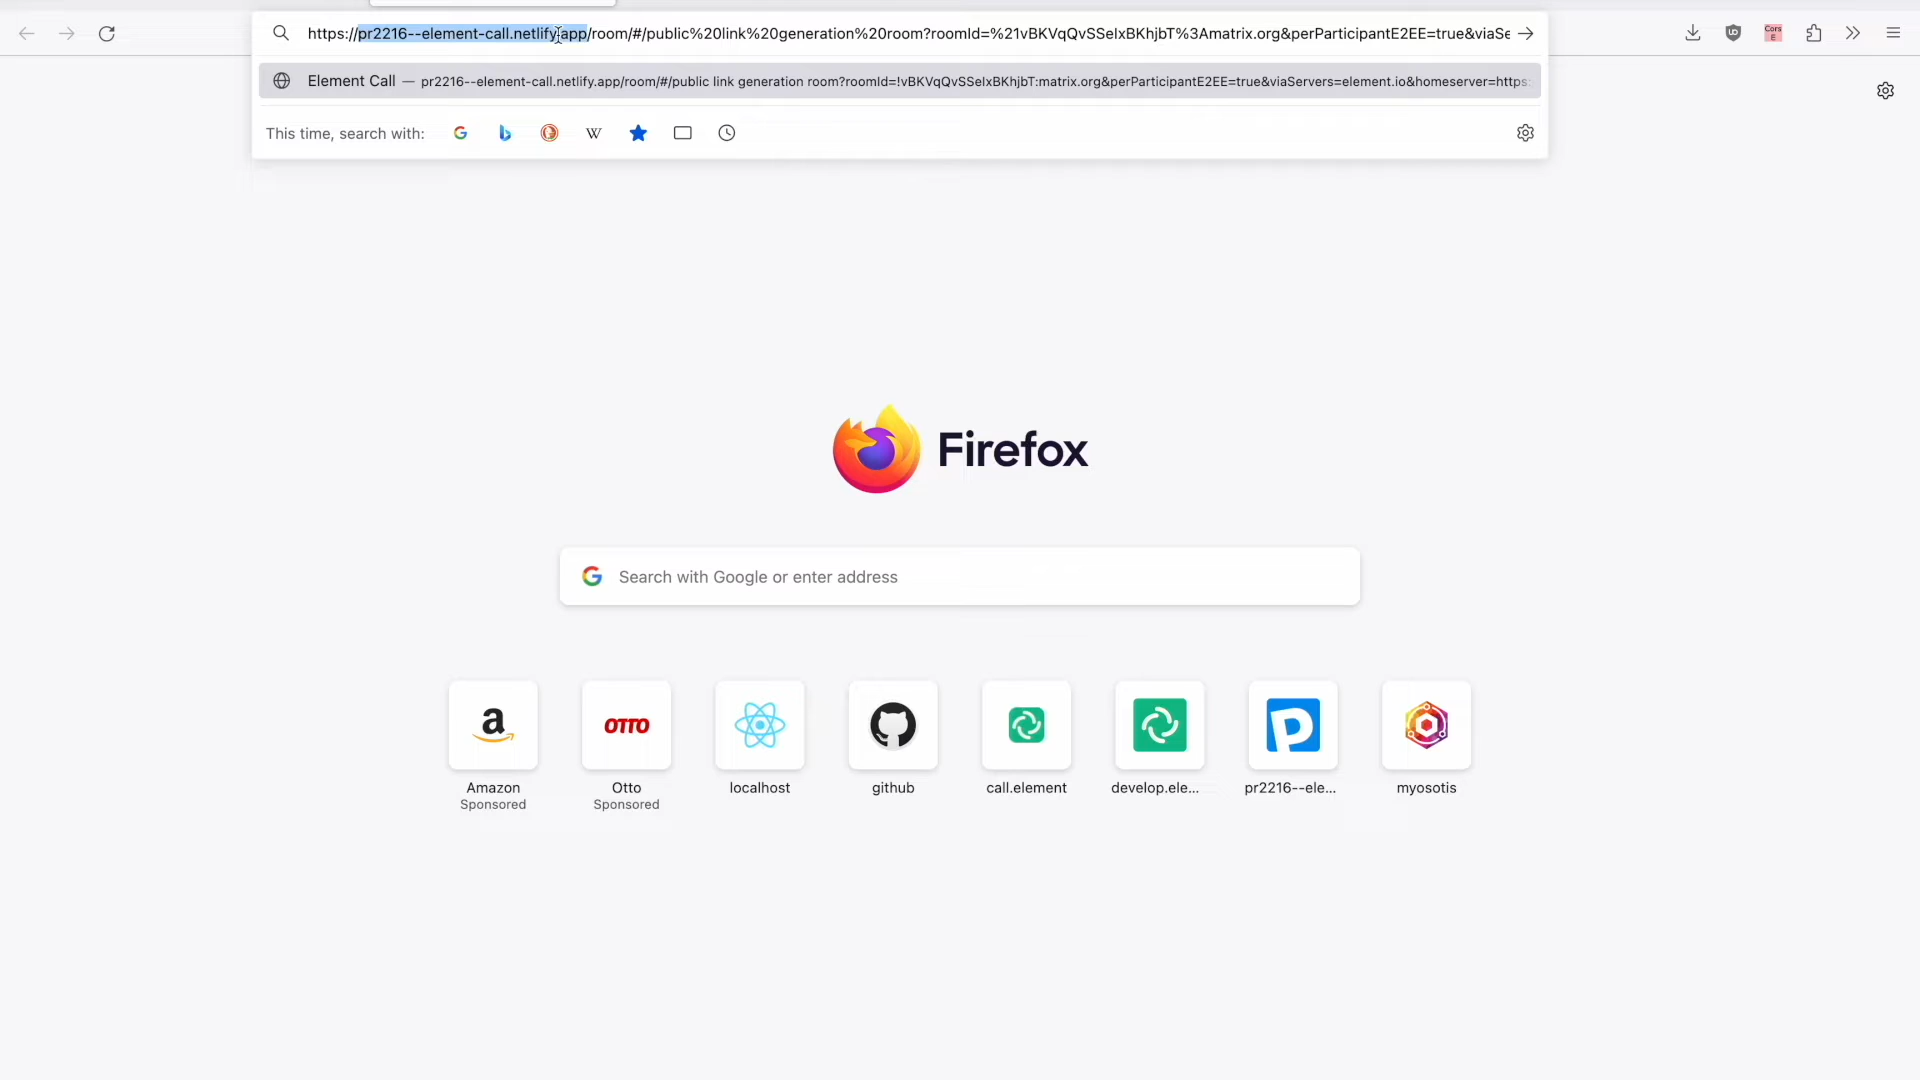 https://pr2216--element-call.netlify.app/room/#/public%20link%20generation%20room?roomId=%21vBKVqQvSSeIxBKhjbT%3Amatrix.org&perParticipantE2EE=true&viaSe
Element Call — pr2216--element-call.netlify.app/room/#/public link generation room?roomId=!vBKVqQvSSeIxBKhjbT:matrix.org&perParticipantE2EE=true&viaServers=element.io&homeserver=https:
This time, search with:
Firefox
Search with Google or enter address
OTTO
Amazon
Sponsored
Otto
Sponsored
localhost
github
call.element
develop.ele...
pr2216--ele...
myosotis